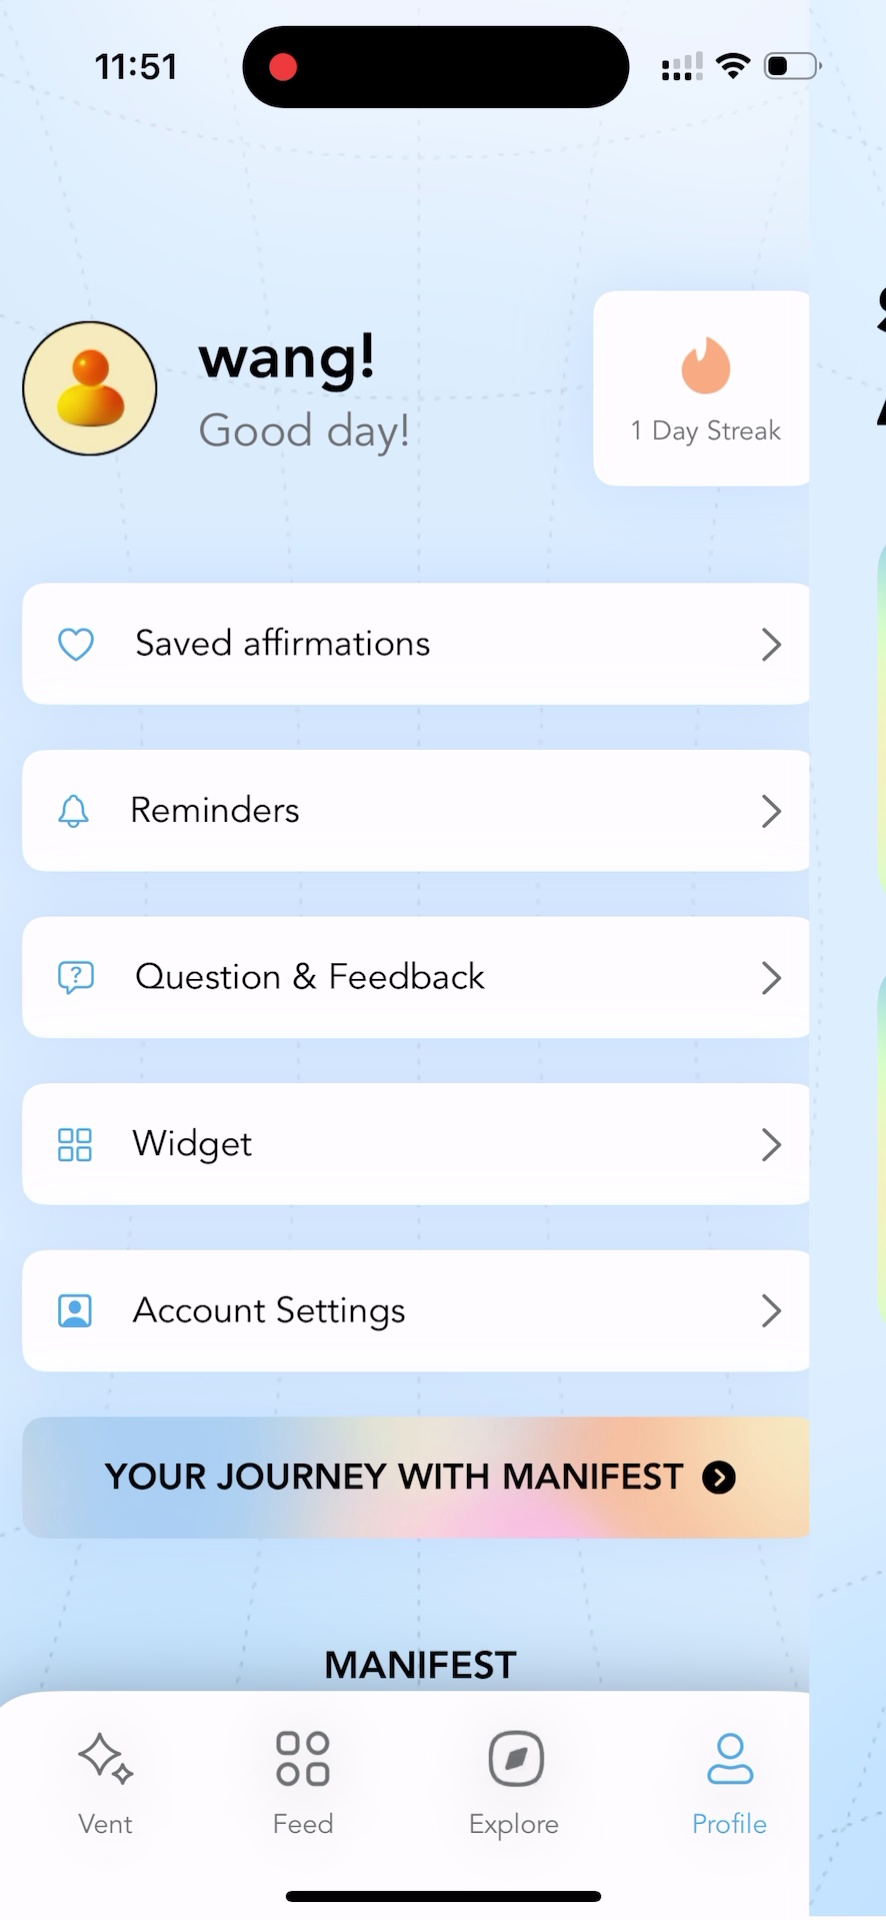 11:51
wang!
Good day!
1 Day Streak
Saved affirmations
Reminders
Question & Feedback
Widget
Account Settings
YOUR JOURNEY WITH MANIFEST
MANIFEST
Vent
Feed
Explore
Profile